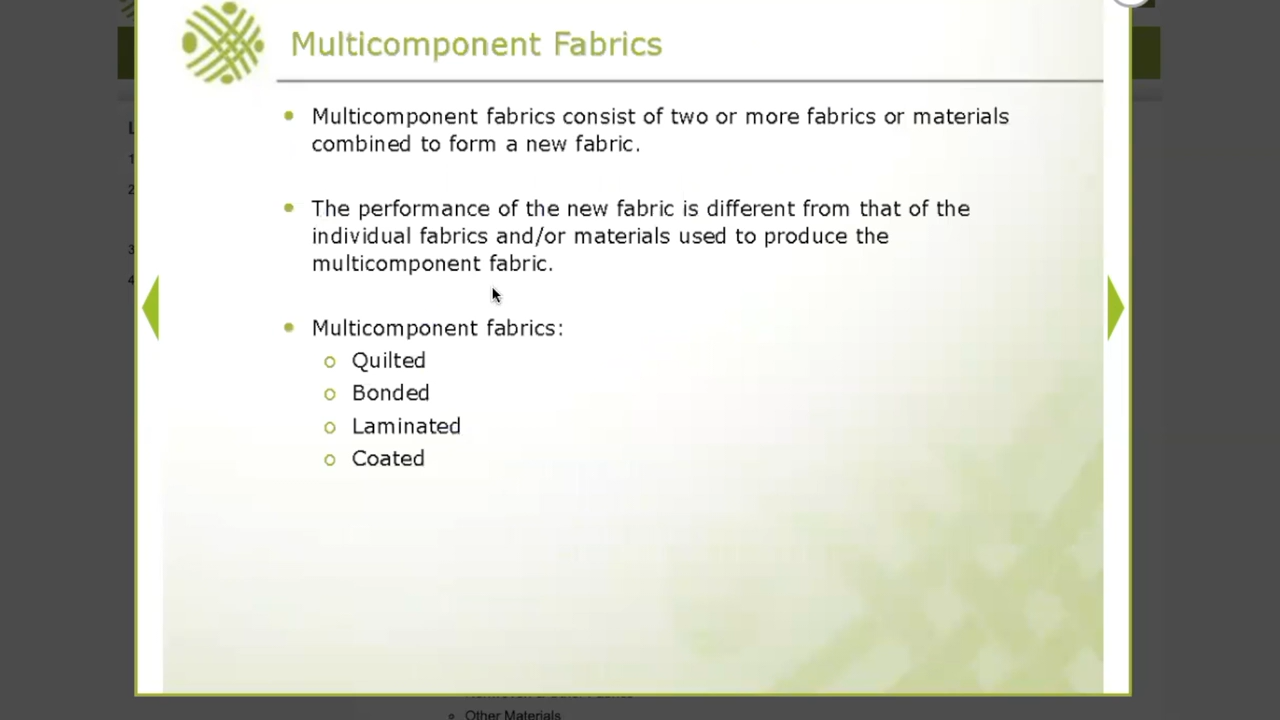 Multicomponent Fabrics
Multicomponent fabrics consist of two or more fabrics or materials
combined to form a new fabric.
The performance of the new fabric is different from that of the
individual fabrics and/or materials used to produce the
multicomponent fabric.
Multicomponent fabrics:
Quilted
Bonded
Laminated
Coated
Other Materials